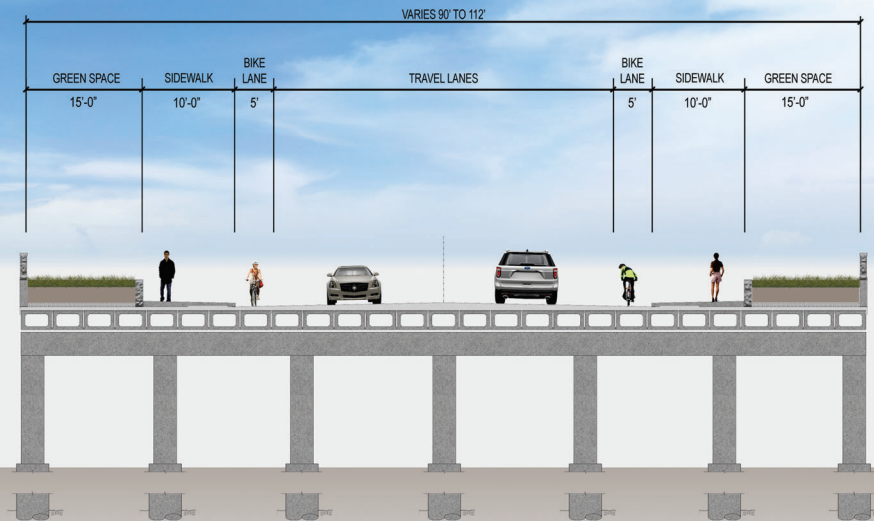 VARIES 90' TO 112'
GREEN SPACE
SIDEWALK
BIKE
LANE
TRAVEL LANES
BIKE
LANE
SIDEWALK
GREEN SPACE
15'-0"
10'-0"
5'
5'
10'-0"
15'-0"